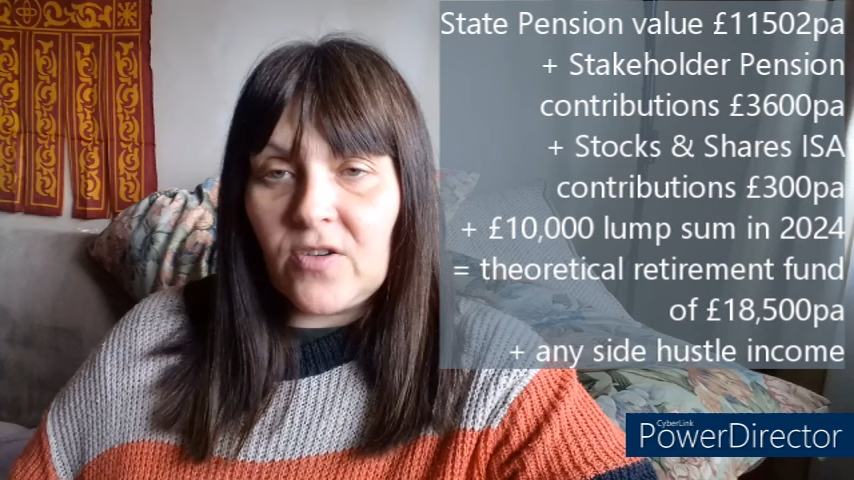 State Pension value £11502pa
+ Stakeholder Pension
contributions £3600pa
+ Stocks & Shares ISA
contributions £300pa
+ £10,000 lump sum in 2024
= theoretical retirement fund
of £18,500pa
+ any side hustle income
CyberLink
PowerDirector